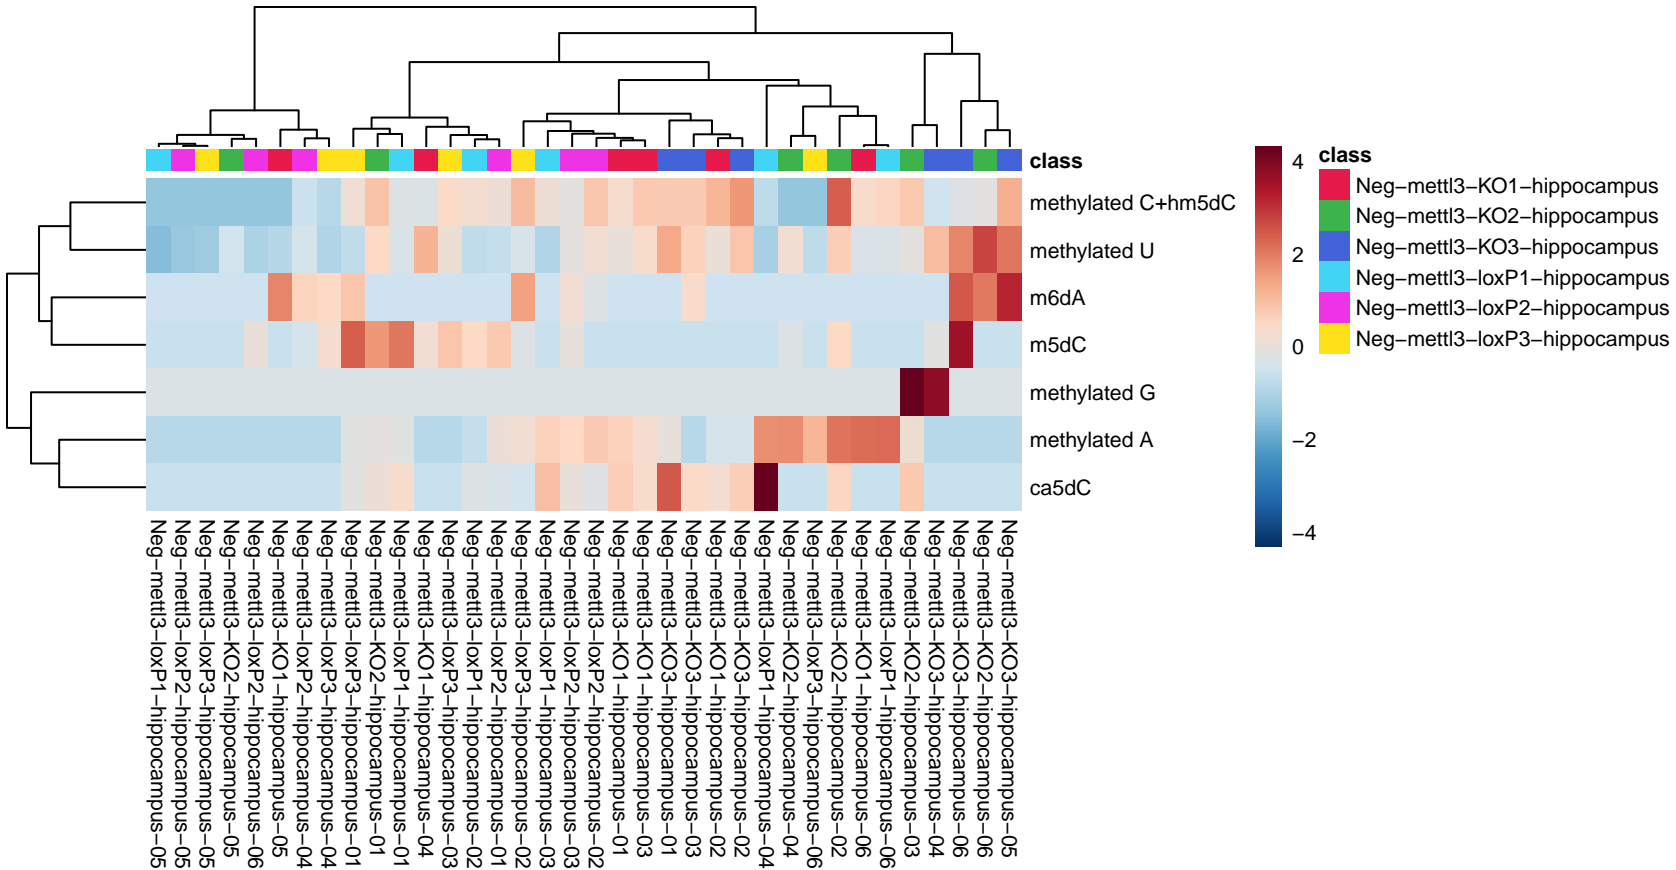 class
methylated C+hm5dC
methylated U
m6dA
m5dC
methylated G
methylated A
ca5dC
4
2
0
−2
−4
class
Neg−mettl3−KO1−hippocampus
Neg−mettl3−KO2−hippocampus
Neg−mettl3−KO3−hippocampus
Neg−mettl3−loxP1−hippocampus
Neg−mettl3−loxP2−hippocampus
Neg−mettl3−loxP3−hippocampus
Neg−mettl3−loxP1−hippocampus−05
Neg−mettl3−loxP2−hippocampus−05
Neg−mettl3−loxP3−hippocampus−05
Neg−mettl3−KO2−hippocampus−05
Neg−mettl3−loxP2−hippocampus−06
Neg−mettl3−KO1−hippocampus−05
Neg−mettl3−loxP2−hippocampus−04
Neg−mettl3−loxP3−hippocampus−04
Neg−mettl3−loxP3−hippocampus−01
Neg−mettl3−KO2−hippocampus−01
Neg−mettl3−loxP1−hippocampus−01
Neg−mettl3−KO1−hippocampus−04
Neg−mettl3−loxP3−hippocampus−03
Neg−mettl3−loxP1−hippocampus−02
Neg−mettl3−loxP2−hippocampus−01
Neg−mettl3−loxP3−hippocampus−02
Neg−mettl3−loxP1−hippocampus−03
Neg−mettl3−loxP2−hippocampus−03
Neg−mettl3−loxP2−hippocampus−02
Neg−mettl3−KO1−hippocampus−01
Neg−mettl3−KO1−hippocampus−03
Neg−mettl3−KO3−hippocampus−01
Neg−mettl3−KO3−hippocampus−03
Neg−mettl3−KO1−hippocampus−02
Neg−mettl3−KO3−hippocampus−02
Neg−mettl3−loxP1−hippocampus−04
Neg−mettl3−KO2−hippocampus−04
Neg−mettl3−loxP3−hippocampus−06
Neg−mettl3−KO2−hippocampus−02
Neg−mettl3−KO1−hippocampus−06
Neg−mettl3−loxP1−hippocampus−06
Neg−mettl3−KO2−hippocampus−03
Neg−mettl3−KO3−hippocampus−04
Neg−mettl3−KO3−hippocampus−06
Neg−mettl3−KO2−hippocampus−06
Neg−mettl3−KO3−hippocampus−05